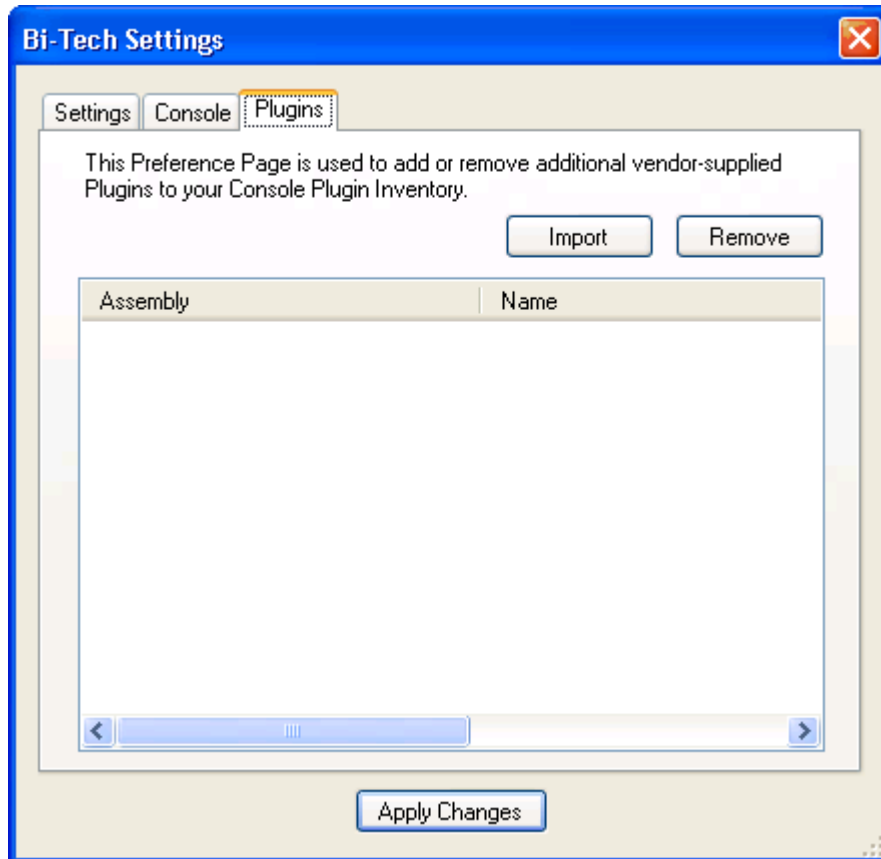 Bi-Tech Settings
Settings Console Plugins
This Preference Page is used to add or remove additional vendor-supplied
Plugins to your Console Plugin Inventory.
Import Remove
Assembly Name
Apply Changes